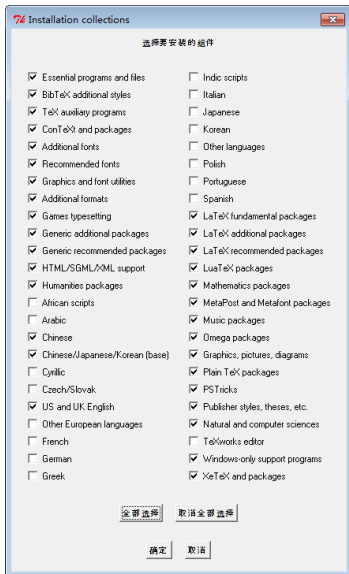 Installation collections
选择要安装的组件
Essential programs and files
BibTeX additional styles
TeX auxiliary programs
ConTeXt and packages
Additional fonts
Recommended fonts
Graphics and font utilities
Additional formats
Games typesetting
Generic additional packages
Generic recommended packages
HTML/SGML/XML support
Humanities packages
African scripts
Arabic
Chinese
Chinese/Japanese/Korean (base)
Cyrillic
Czech/Slovak
US and UK English
Other European languages
French
German
Greek
Indic scripts
Italian
Japanese
Korean
Other languages
Polish
Portuguese
Spanish
LaTeX fundamental packages
LaTeX additional packages
LaTeX recommended packages
LuaTeX packages
Mathematics packages
MetaPost and Metafont packages
Music packages
Omega packages
Graphics, pictures, diagrams
Plain TeX packages
PSTricks
Publisher styles, theses, etc.
Natural and computer sciences
TeXworks editor
Windows-only support programs
XeTeX and packages
全部选择
取消全部选择
确定
取消